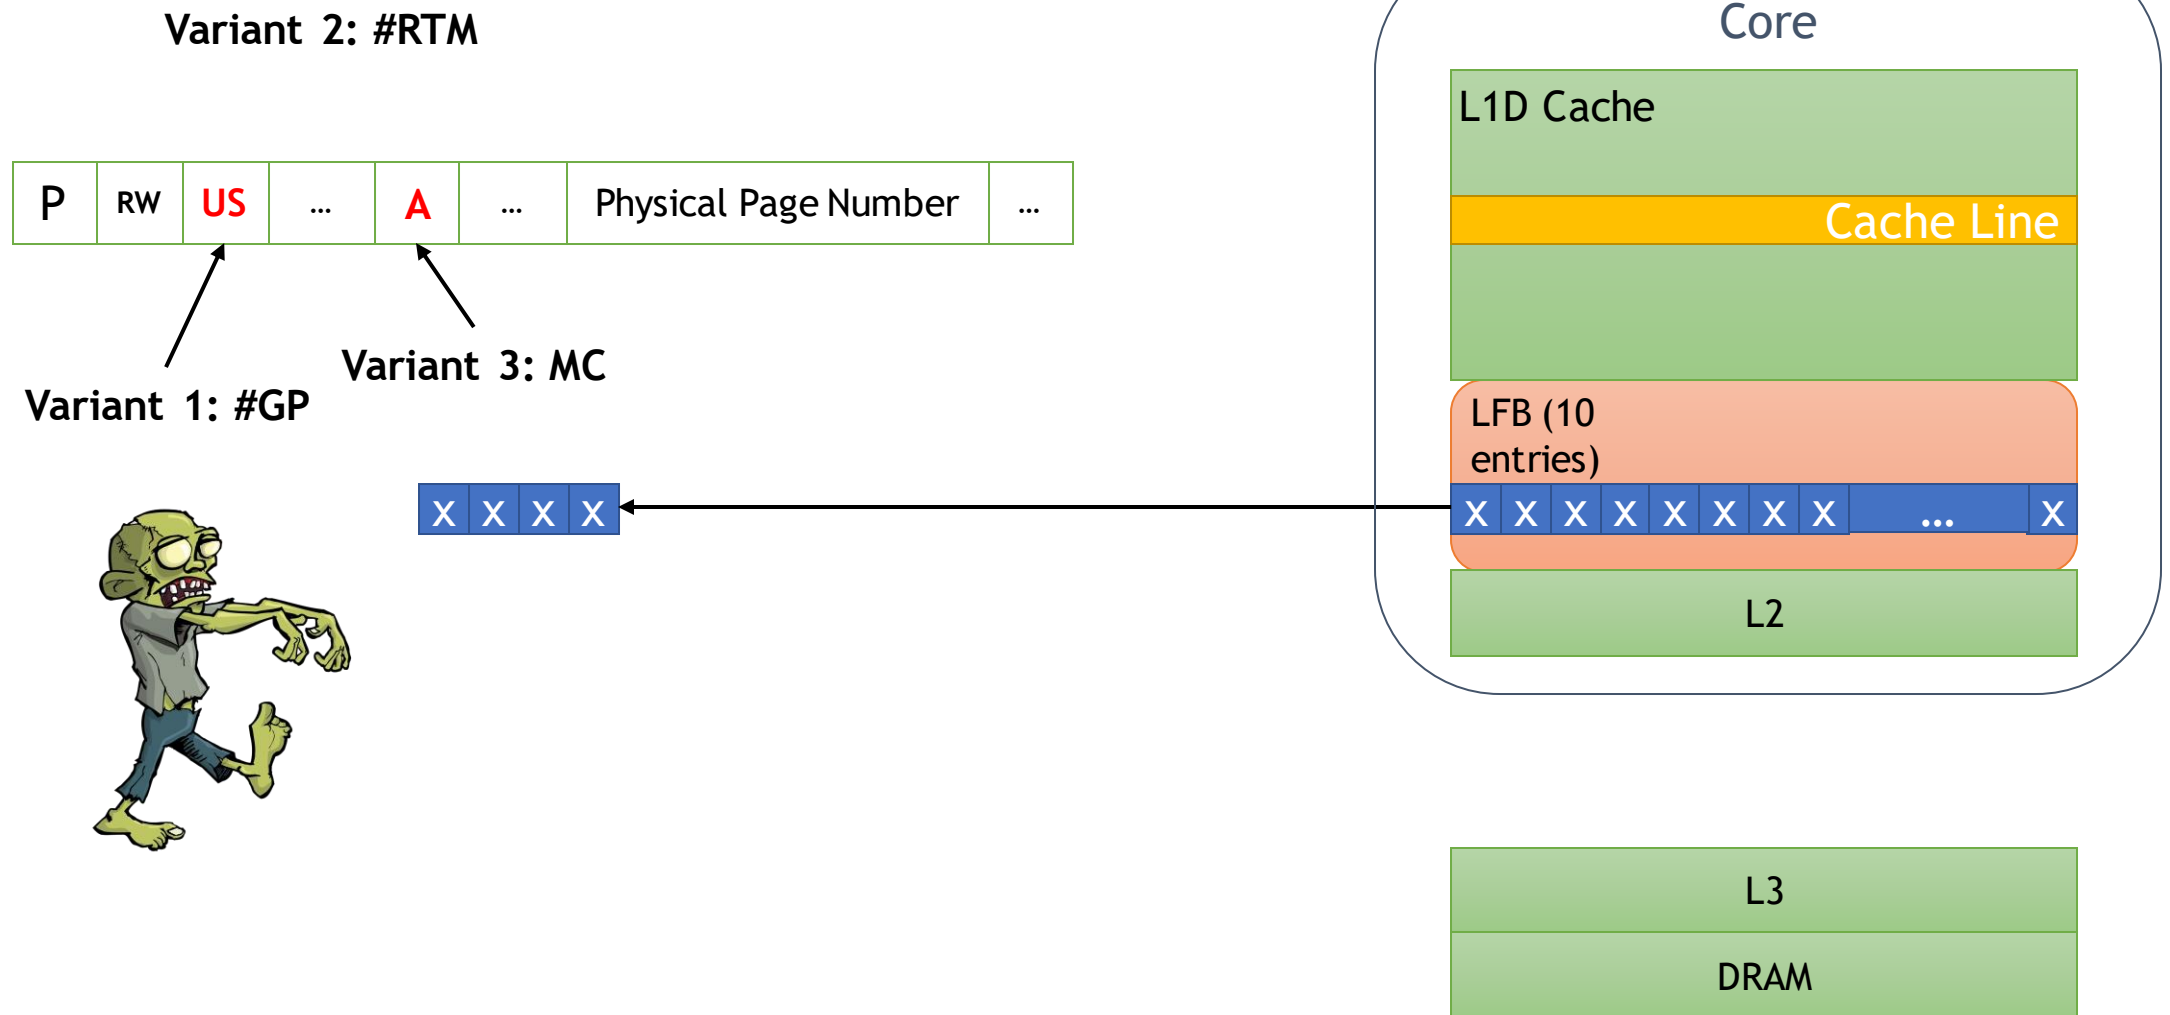 Variant 2: #RTM
P RW US ... A ... Physical Page Number ...
Variant 3: MC
Variant 1: #GP
x x x x
Core
L1D Cache
Cache Line
LFB (10
entries)
x x x x x x x x ... x
L2
L3
DRAM